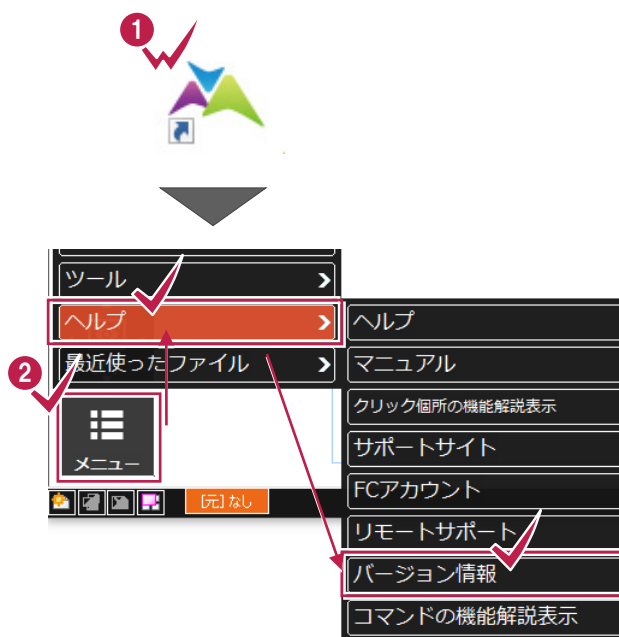 1
ツール
ヘルプ
最近使ったファイル
2
メニュー
[元]なし
ヘルプ
マニュアル
クリック個所の機能解説表示
サポートサイト
FCアカウント
リモートサポート
バージョン情報
コマンドの機能解説表示